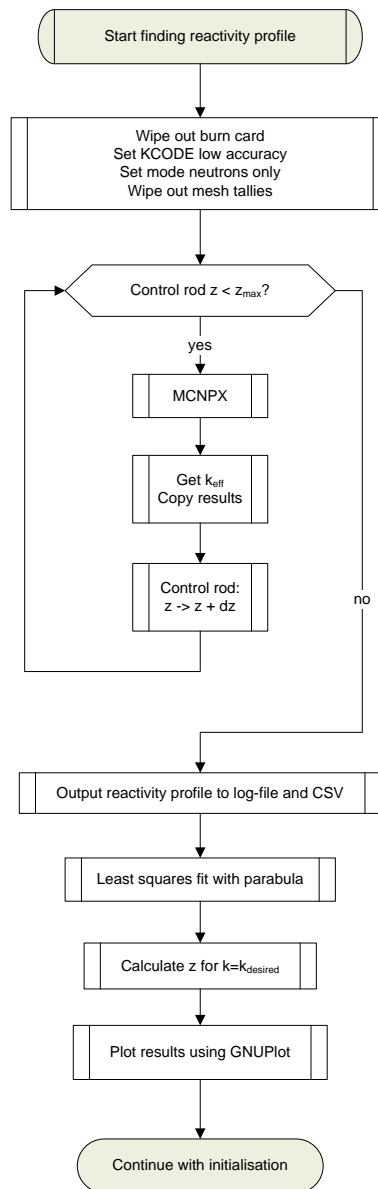 Start finding reactivity profile
Wipe out burn card
Set KCODE low accuracy
Set mode neutrons only
Wipe out mesh tallies
Control rod z < zmax?
yes
MCNPX
Get keff
Copy results
Control rod:
z -> z + dz
no
Output reactivity profile to log-file and CSV
Least squares fit with parabula
Calculate z for k=kdesired
Plot results using GNUPlot
Continue with initialisation